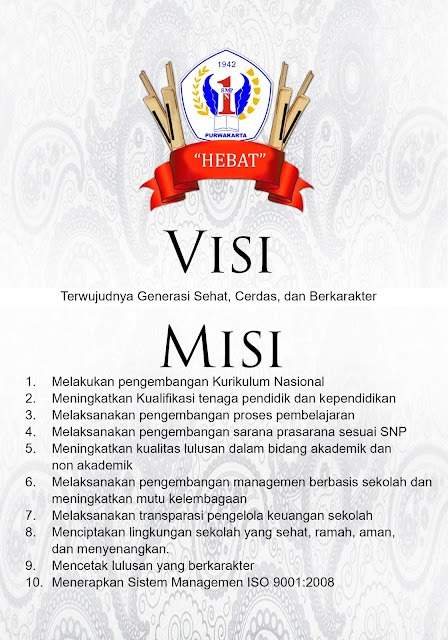 1942
SMP
1
N
PURWAKARTA
“HEBAT”
VISI
Terwujudnya Generasi Sehat, Cerdas, dan Berkarakter
MISI
1. Melakukan pengembangan Kurikulum Nasional
2. Meningkatkan Kualifikasi tenaga pendidik dan kependidikan
3. Melaksanakan pengembangan proses pembelajaran
4. Melaksanakan pengembangan sarana prasarana sesuai SNP
5. Meningkatkan kualitas lulusan dalam bidang akademik dan
non akademik
6. Melaksanakan pengembangan managemen berbasis sekolah dan
meningkatkan mutu kelembagaan
7. Melaksanakan transparasi pengelola keuangan sekolah
8. Menciptakan lingkungan sekolah yang sehat, ramah, aman,
dan menyenangkan.
9. Mencetak lulusan yang berkarakter
10. Menerapkan Sistem Managemen ISO 9001:2008